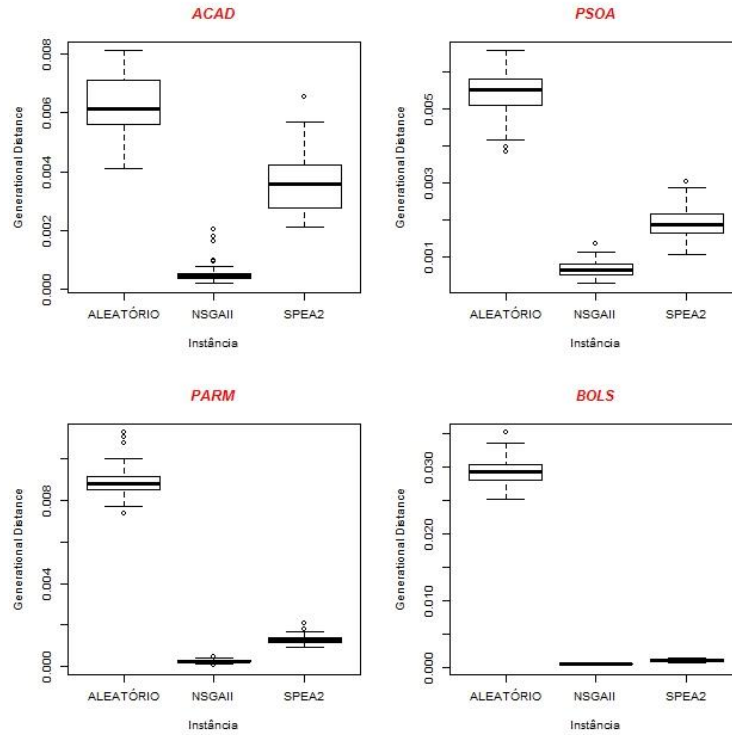 ACAD
Generational Distance
0.000 0.002 0.004 0.006 0.008
ALEATÓRIO NSGAII SPEA2
Instância
PSOA
Generational Distance
0.001 0.003 0.005
ALEATÓRIO NSGAII SPEA2
Instância
PARM
Generational Distance
0.000 0.004 0.008
ALEATÓRIO NSGAII SPEA2
Instância
BOLS
Generational Distance
0.000 0.010 0.020 0.030
ALEATÓRIO NSGAII SPEA2
Instância